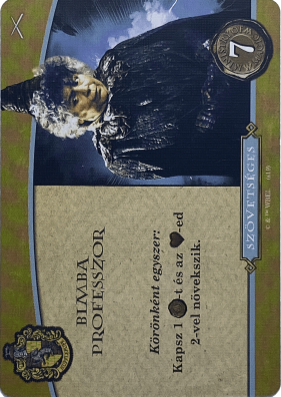 7
SZÖVETSÉGES
BIMBA
PROFESSZOR
Körönként egyszer:
Kapsz 1 -t és az -ed
2-vel növekszik.